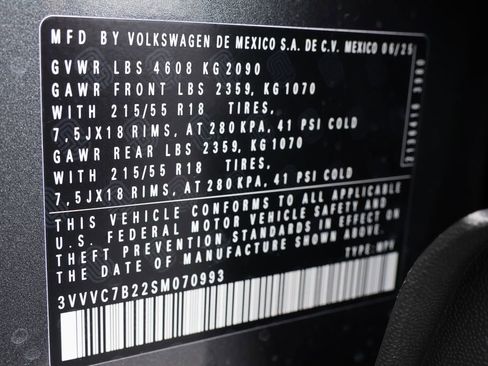 MFD BY VOLKSWAGEN DE MEXICO S.A. DE C.V. MEXICO 06/25
GVWR LBS 4608 KG 2090
GAWR FRONT LBS 2359, KG 1070
WITH 215/55 R18 TIRES,
7,5JX18 RIMS, AT 280 KPA, 41 PSI COLD
GAWR REAR LBS 2359, KG 1070
WITH 215/55 R18 TIRES,
7,5JX18 RIMS, AT 280 KPA, 41 PSI COLD
THIS VEHICLE CONFORMS TO ALL APPLICABLE
U.S. FEDERAL MOTOR VEHICLE SAFETY AND
THEFT PREVENTION STANDARDS IN EFFECT ON
THE DATE OF MANUFACTURE SHOWN ABOVE.
TYPE: MPV
3VVVC7B22SM070993